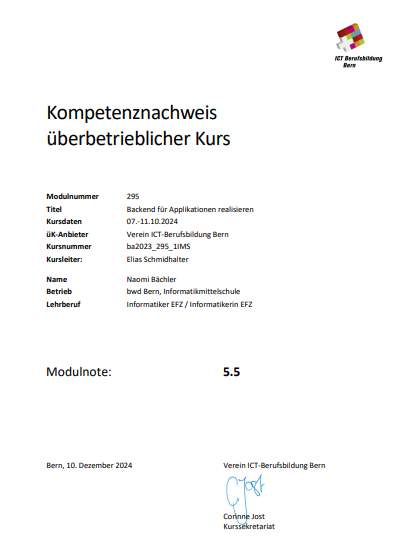 ICT Berufsbildung
Bern
Kompetenznachweis
überbetrieblicher Kurs
Modulnummer 295
Titel Backend für Applikationen realisieren
Kursdaten 07.-11.10.2024
üK-Anbieter Verein ICT-Berufsbildung Bern
Kursnummer ba2023_295_1IMS
Kursleiter: Elias Schmidhalter
Name Naomi Bächler
Betrieb bwd Bern, Informatikmittelschule
Lehrberuf Informatiker EFZ / Informatikerin EFZ
Modulnote: 5.5
Bern, 10. Dezember 2024 Verein ICT-Berufsbildung Bern
Corinne Jost
Kurssekretariat